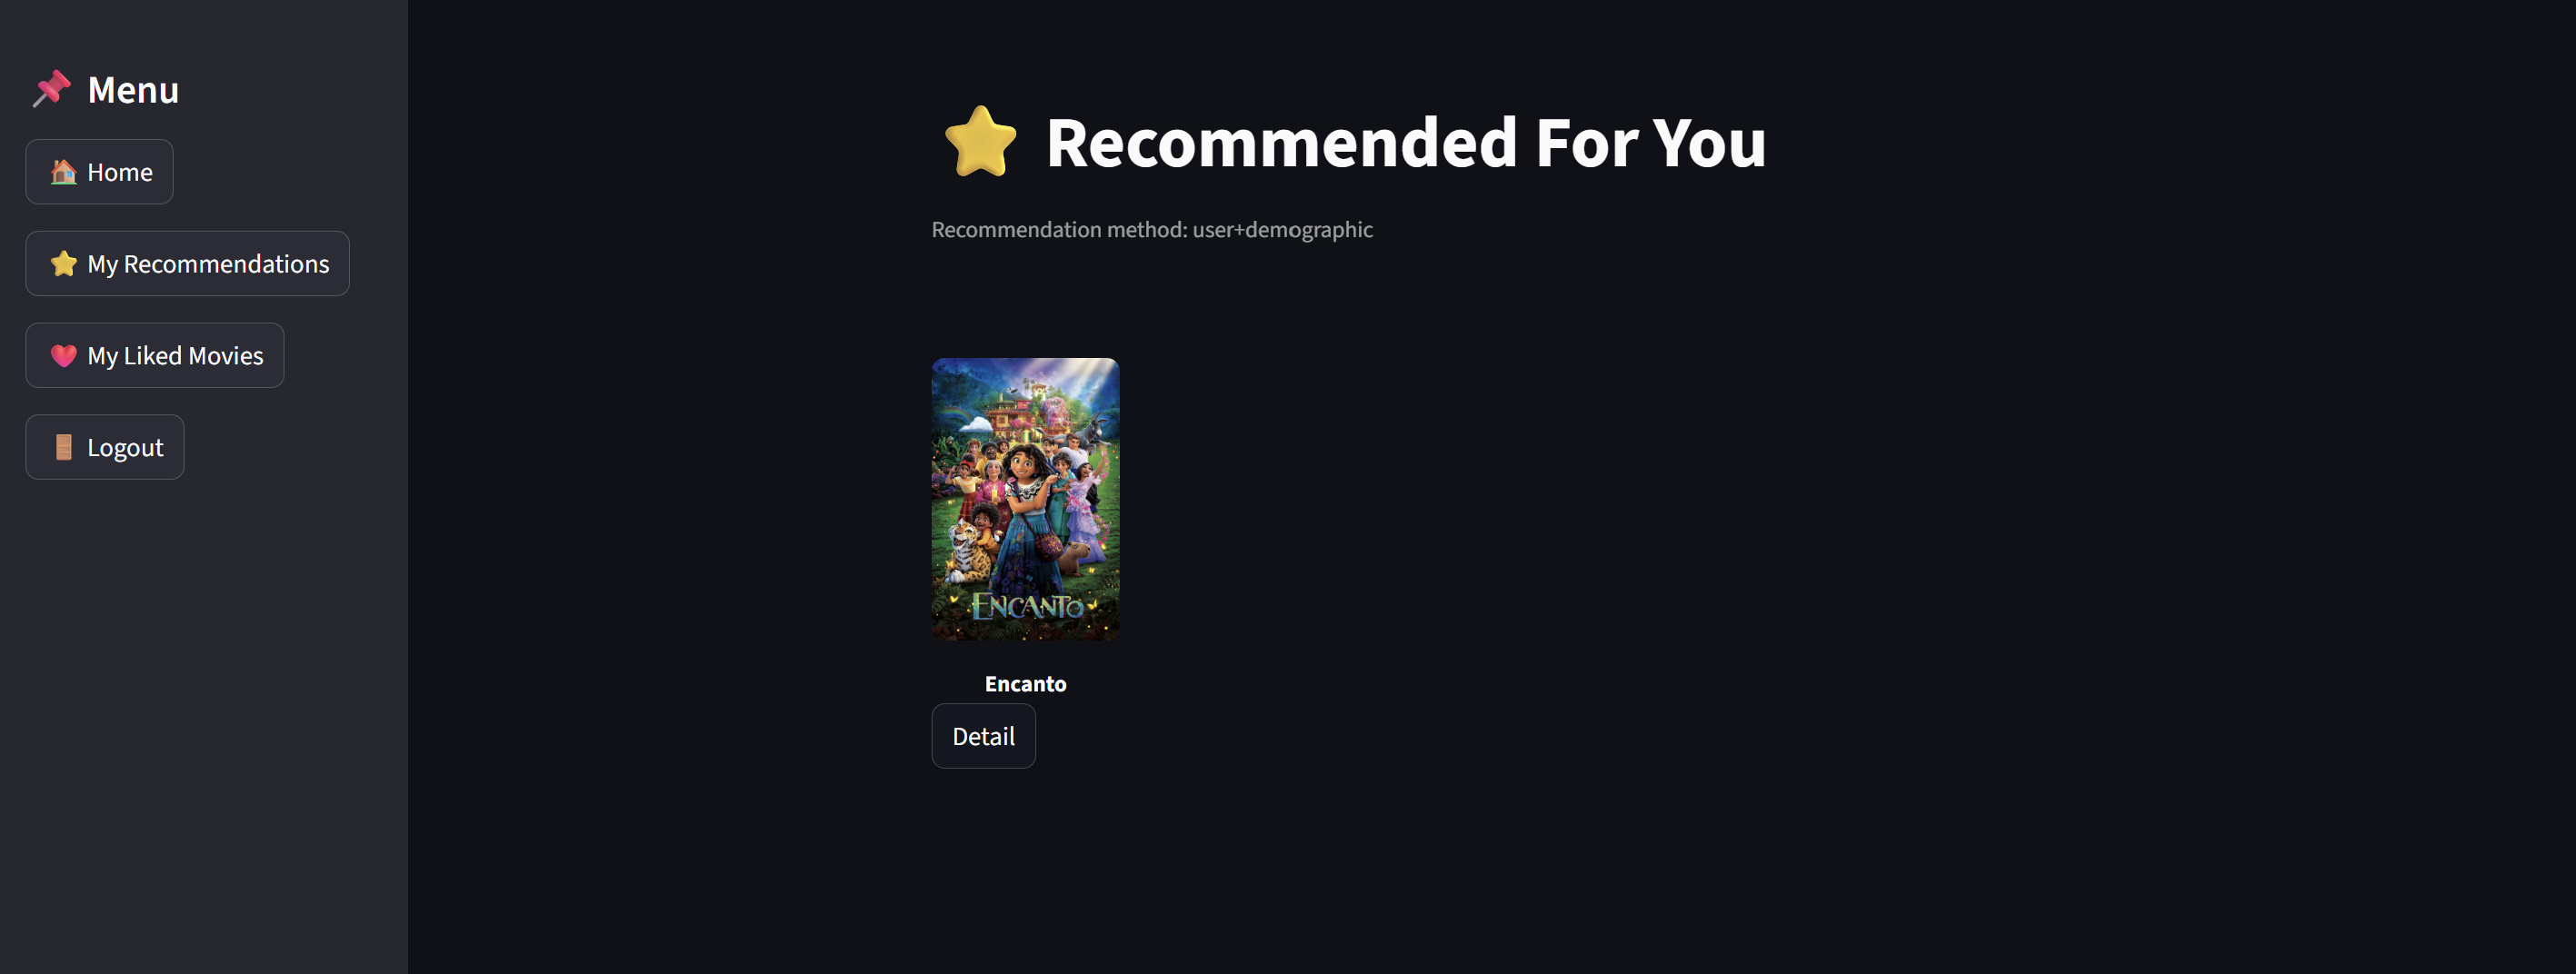 Menu
Home
My Recommendations
My Liked Movies
Logout
Recommended For You
Recommendation method: user+demographic
ENCANTO
Encanto
Detail